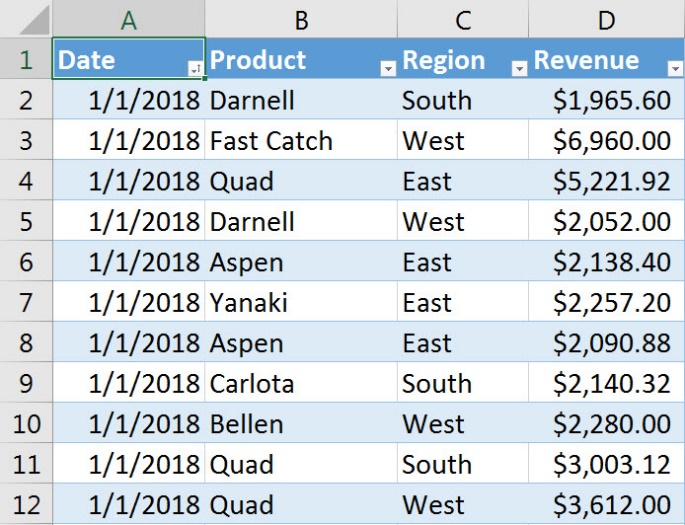 A B C D
1 Date Product Region Revenue
2 1/1/2018 Darnell South $1,965.60
3 1/1/2018 Fast Catch West $6,960.00
4 1/1/2018 Quad East $5,221.92
5 1/1/2018 Darnell West $2,052.00
6 1/1/2018 Aspen East $2,138.40
7 1/1/2018 Yanaki East $2,257.20
8 1/1/2018 Aspen East $2,090.88
9 1/1/2018 Carlota South $2,140.32
10 1/1/2018 Bellen West $2,280.00
11 1/1/2018 Quad South $3,003.12
12 1/1/2018 Quad West $3,612.00